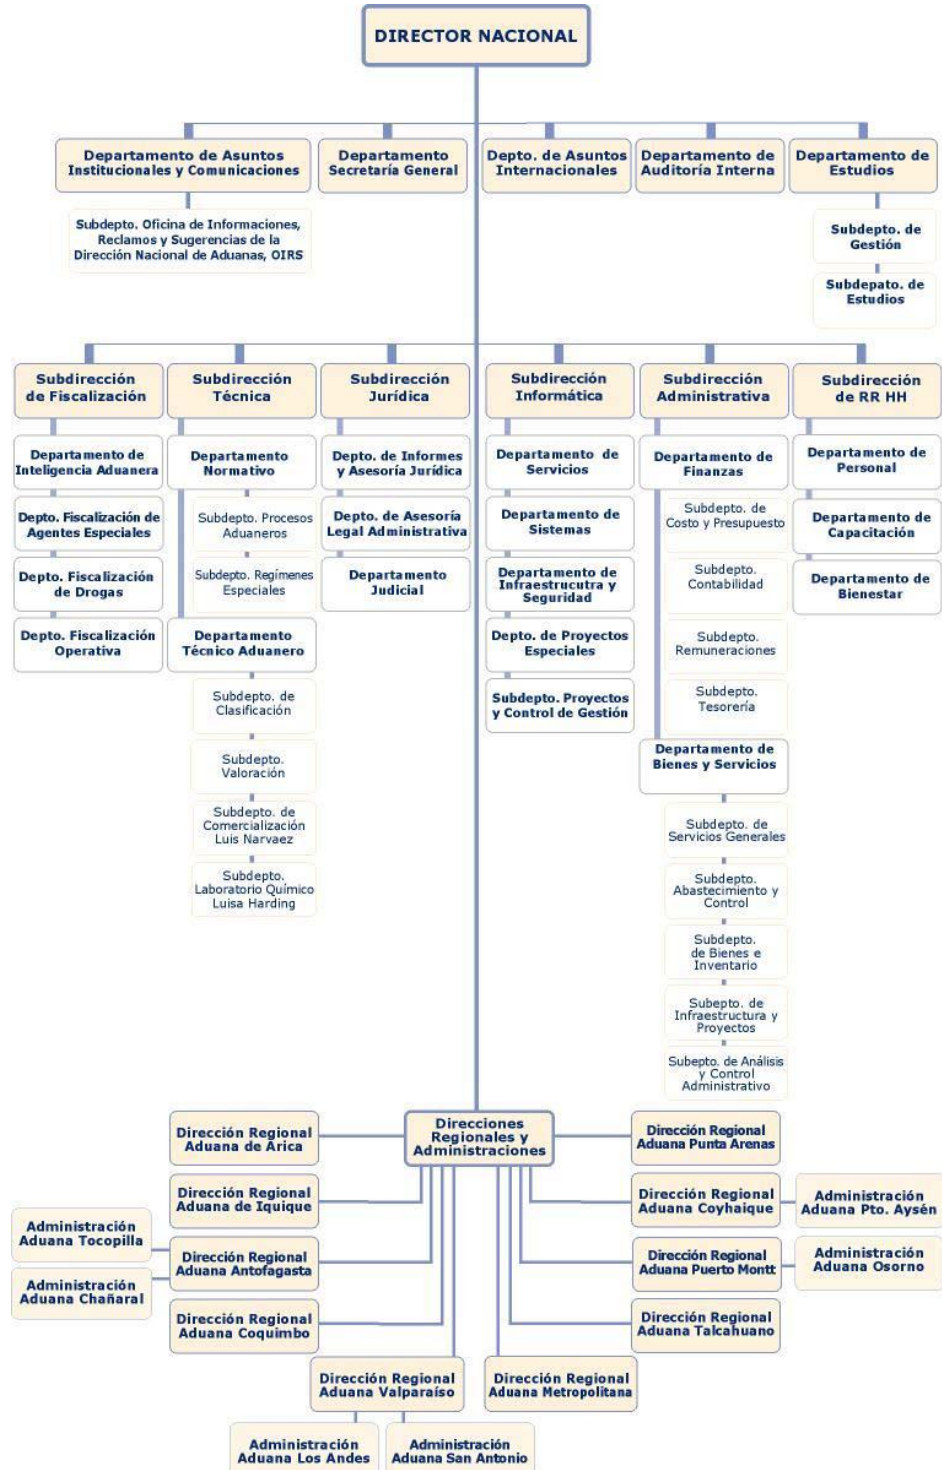 DIRECTOR NACIONAL
Departamento de Asuntos
Institucionales y Comunicaciones
Departamento
Secretaría General
Depto. de Asuntos
Internacionales
Departamento de
Auditoría Interna
Departamento de
Estudios
Subdepto. Oficina de Informaciones,
Reclamos y Sugerencias de la
Dirección Nacional de Aduanas, OIRS
Subdepto. de
Gestión
Subdepato. de
Estudios
Subdirección
de Fiscalización
Subdirección
Técnica
Subdirección
Jurídica
Subdirección
Informática
Subdirección
Administrativa
Subdirección
de RR HH
Departamento de
Inteligencia Aduanera
Depto. Fiscalización de
Agentes Especiales
Depto. Fiscalización
de Drogas
Depto. Fiscalización
Operativa
Departamento
Normativo
Subdepto. Procesos
Aduaneros
Subdepto. Regímenes
Especiales
Departamento
Técnico Aduanero
Subdepto. de
Clasificación
Subdepto.
Valoración
Subdepto. de
Comercialización
Luis Narvaez
Subdepto.
Laboratorio Químico
Luisa Harding
Depto. de Informes
y Asesoría Jurídica
Depto. de Asesoría
Legal Administrativa
Departamento
Judicial
Departamento de
Servicios
Departamento de
Sistemas
Departamento de
Infraestrucutra y
Seguridad
Depto. de Proyectos
Especiales
Subdepto. Proyectos
y Control de Gestión
Departamento de
Finanzas
Subdepto. de
Costo y Presupuesto
Subdepto.
Contabilidad
Subdepto.
Remuneraciones
Subdepto.
Tesorería
Departamento de
Bienes y Servicios
Subdepto. de
Servicios Generales
Subdepto.
Abastecimiento y
Control
Subdepto.
de Bienes e
Inventario
Subepto. de
Infraestructura y
Proyectos
Subepto. de Análisis
y Control
Administrativo
Departamento de
Personal
Departamento de
Capacitación
Departamento de
Bienestar
Direcciones
Regionales y
Administraciones
Dirección Regional
Aduana de Arica
Dirección Regional
Aduana de Iquique
Administración
Aduana Tocopilla
Administración
Aduana Chañaral
Dirección Regional
Aduana Antofagasta
Dirección Regional
Aduana Coquimbo
Dirección Regional
Aduana Valparaíso
Administración
Aduana Los Andes
Administración
Aduana San Antonio
Dirección Regional
Aduana Metropolitana
Dirección Regional
Aduana Punta Arenas
Dirección Regional
Aduana Coyhaique
Administración
Aduana Pto. Aysén
Dirección Regional
Aduana Puerto Montt
Administración
Aduana Osorno
Dirección Regional
Aduana Talcahuano